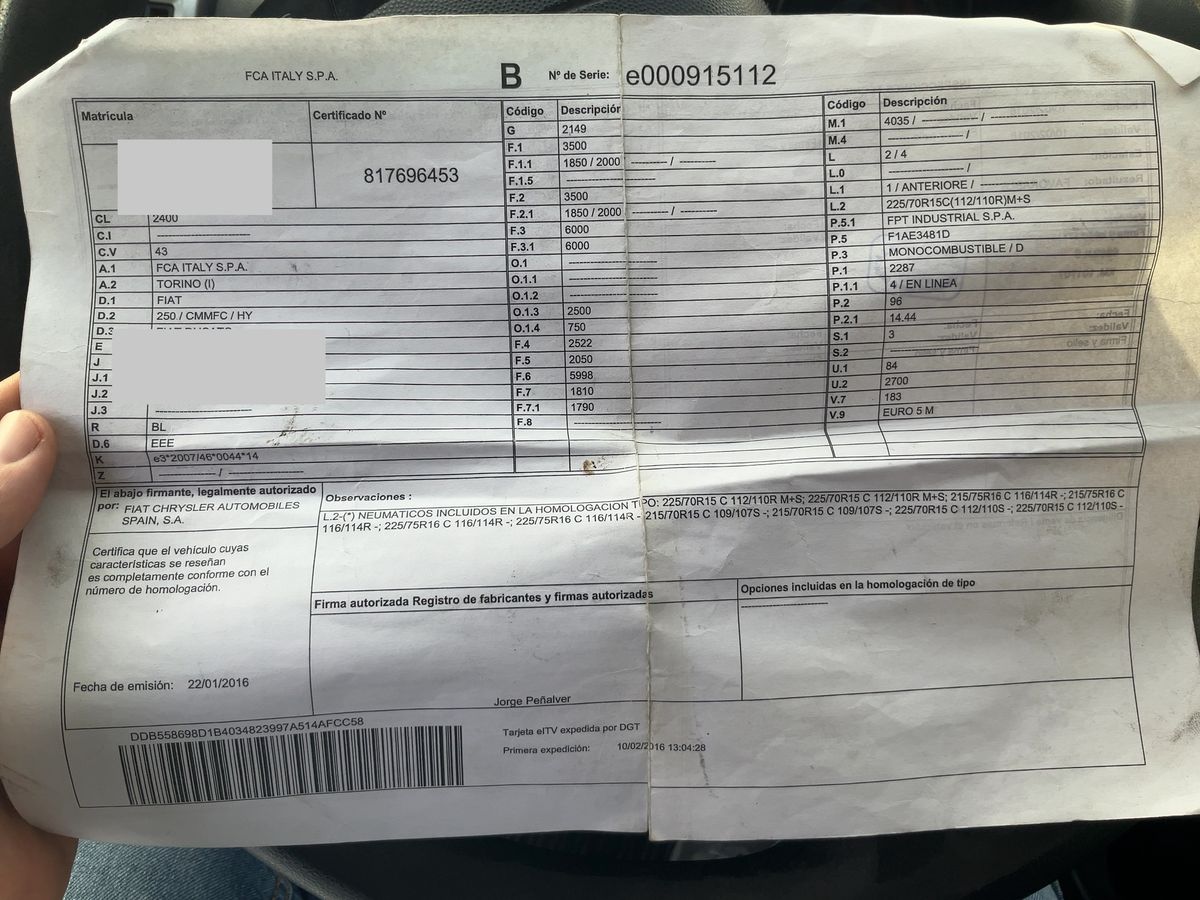 FCA ITALY S.P.A.
B Nº de Serie: e000915112
Matrícula
Certificado Nº
817696453
CL 2400
C.I ---------------------------
C.V 43
A.1 FCA ITALY S.P.A.
A.2 TORINO (I)
D.1 FIAT
D.2 250 / CMMFC / HY
D.3
E
J
J.1
J.2
J.3 ---------------------------
R BL
D.6 EEE
K e3*2007/46*0044*14
Z ---------------- / ---------------------
Código Descripción
G 2149
F.1 3500
F.1.1 1850 / 2000 ---------- / ----------
F.1.5 ---------------------------
F.2 3500
F.2.1 1850 / 2000 ---------- / ----------
F.3 6000
F.3.1 6000
O.1 ---------------------------
O.1.1 ---------------------------
O.1.2 ---------------------------
O.1.3 2500
O.1.4 750
F.4 2522
F.5 2050
F.6 5998
F.7 1810
F.7.1 1790
F.8 ---------------------------
Código Descripción
M.1 4035 / ---------------- / ----------------
M.4 ----------------------- /
L 2 / 4
L.0 ----------------------- /
L.1 1 / ANTERIORE / ----------------
L.2 225/70R15C(112/110R)M+S
P.5.1 FPT INDUSTRIAL S.P.A.
P.5 F1AE3481D
P.3 MONOCOMBUSTIBLE / D
P.1 2287
P.1.1 4 / EN LINEA
P.2 96
P.2.1 14.44
S.1 3
S.2 ---------------------------
U.1 84
U.2 2700
V.7 183
V.9 EURO 5 M
El abajo firmante, legalmente autorizado
por: FIAT CHRYSLER AUTOMOBILES
SPAIN, S.A.
Certifica que el vehículo cuyas
características se reseñan
es completamente conforme con el
número de homologación.
Fecha de emisión: 22/01/2016
Observaciones :
L.2-(*) NEUMATICOS INCLUIDOS EN LA HOMOLOGACION TIPO: 225/70R15 C 112/110R M+S; 225/70R15 C 112/110R M+S; 215/75R16 C 116/114R -; 215/75R16 C
116/114R -; 225/75R16 C 116/114R -; 225/75R16 C 116/114R -; 215/70R15 C 109/107S -; 215/70R15 C 109/107S -; 225/70R15 C 112/110S -; 225/70R15 C 112/110S -
Firma autorizada Registro de fabricantes y firmas autorizadas
Jorge Peñalver
Opciones incluidas en la homologación de tipo
---------------------------
DDB558698D1B4034823997A514AFCC58
Tarjeta eITV expedida por DGT
Primera expedición: 10/02/2016 13:04:28